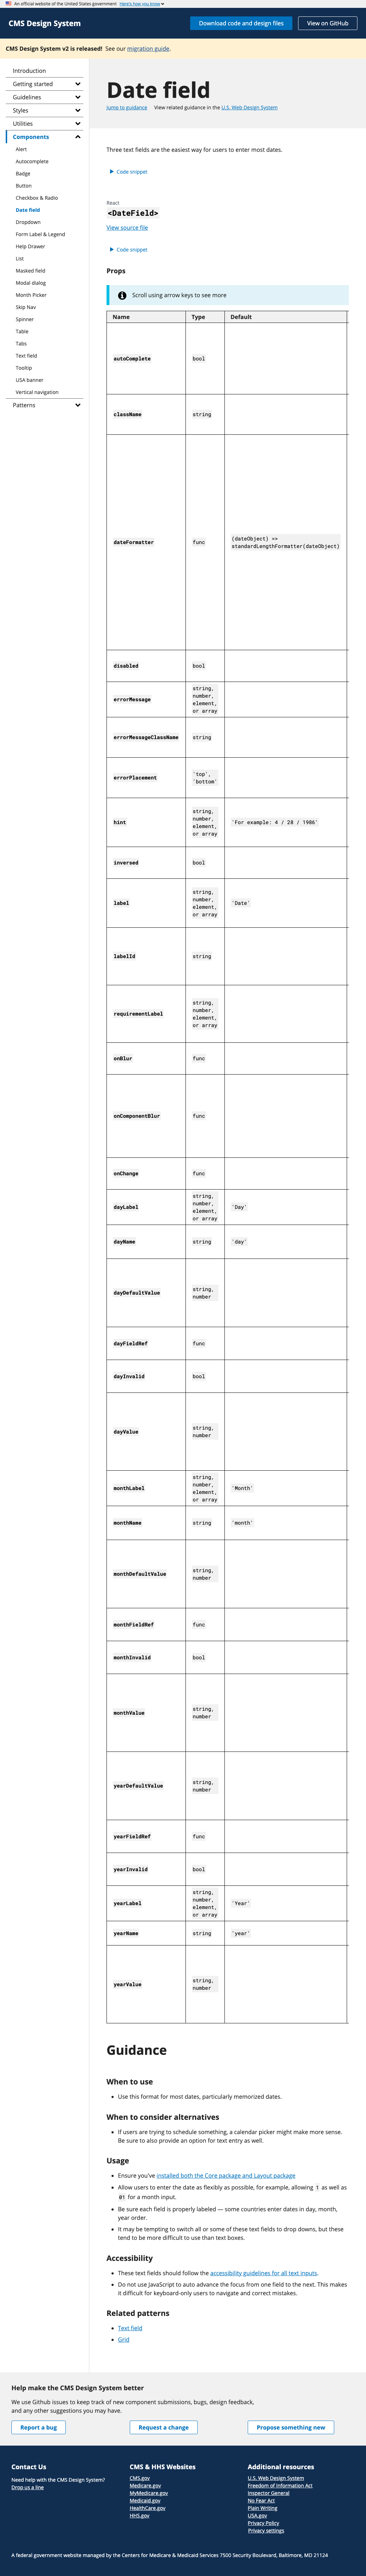 An official website of the United States government Here's how you know
CMS Design System
Download code and design files
View on GitHub
CMS Design System v2 is released! See our migration guide.
Introduction
Getting started
Guidelines
Styles
Utilities
Components
Alert
Autocomplete
Badge
Button
Checkbox & Radio
Date field
Dropdown
Form Label & Legend
Help Drawer
List
Masked field
Modal dialog
Month Picker
Skip Nav
Spinner
Table
Tabs
Text field
Tooltip
USA banner
Vertical navigation
Patterns
Date field
Jump to guidance View related guidance in the U.S. Web Design System
Three text fields are the easiest way for users to enter most dates.
Code snippet
React
<DateField>
View source file
Code snippet
Props
Scroll using arrow keys to see more
Name Type Default
autoComplete bool
className string
dateFormatter func (dateObject) =>
standardLengthFormatter(dateObject)
disabled bool
errorMessage string,
number,
element,
or array
errorMessageClassName string
errorPlacement 'top',
'bottom'
hint string,
number,
element,
or array 'For example: 4 / 28 / 1986'
inversed bool
label string,
number,
element,
or array 'Date'
labelId string
requirementLabel string,
number,
element,
or array
onBlur func
onComponentBlur func
onChange func
dayLabel string,
number,
element,
or array 'Day'
dayName string 'day'
dayDefaultValue string,
number
dayFieldRef func
dayInvalid bool
dayValue string,
number
monthLabel string,
number,
element,
or array 'Month'
monthName string 'month'
monthDefaultValue string,
number
monthFieldRef func
monthInvalid bool
monthValue string,
number
yearDefaultValue string,
number
yearFieldRef func
yearInvalid bool
yearLabel string,
number,
element,
or array 'Year'
yearName string 'year'
yearValue string,
number
Guidance
When to use
Use this format for most dates, particularly memorized dates.
When to consider alternatives
If users are trying to schedule something, a calendar picker might make more sense.
Be sure to also provide an option for text entry as well.
Usage
Ensure you've installed both the Core package and Layout package
Allow users to enter the date as flexibly as possible, for example, allowing 1 as well as
01 for a month input.
Be sure each field is properly labeled — some countries enter dates in day, month,
year order.
It may be tempting to switch all or some of these text fields to drop downs, but these
tend to be more difficult to use than text boxes.
Accessibility
These text fields should follow the accessibility guidelines for all text inputs.
Do not use JavaScript to auto advance the focus from one field to the next. This makes
it difficult for keyboard-only users to navigate and correct mistakes.
Related patterns
Text field
Grid
Help make the CMS Design System better
We use Github issues to keep track of new component submissions, bugs, design feedback,
and any other suggestions you may have.
Report a bug
Request a change
Propose something new
Contact Us
Need help with the CMS Design System?
Drop us a line
CMS & HHS Websites
CMS.gov
Medicare.gov
MyMedicare.gov
Medicaid.gov
HealthCare.gov
HHS.gov
Additional resources
U.S. Web Design System
Freedom of Information Act
Inspector General
No Fear Act
Plain Writing
USA.gov
Privacy Policy
Privacy settings
A federal government website managed by the Centers for Medicare & Medicaid Services 7500 Security Boulevard, Baltimore, MD 21124